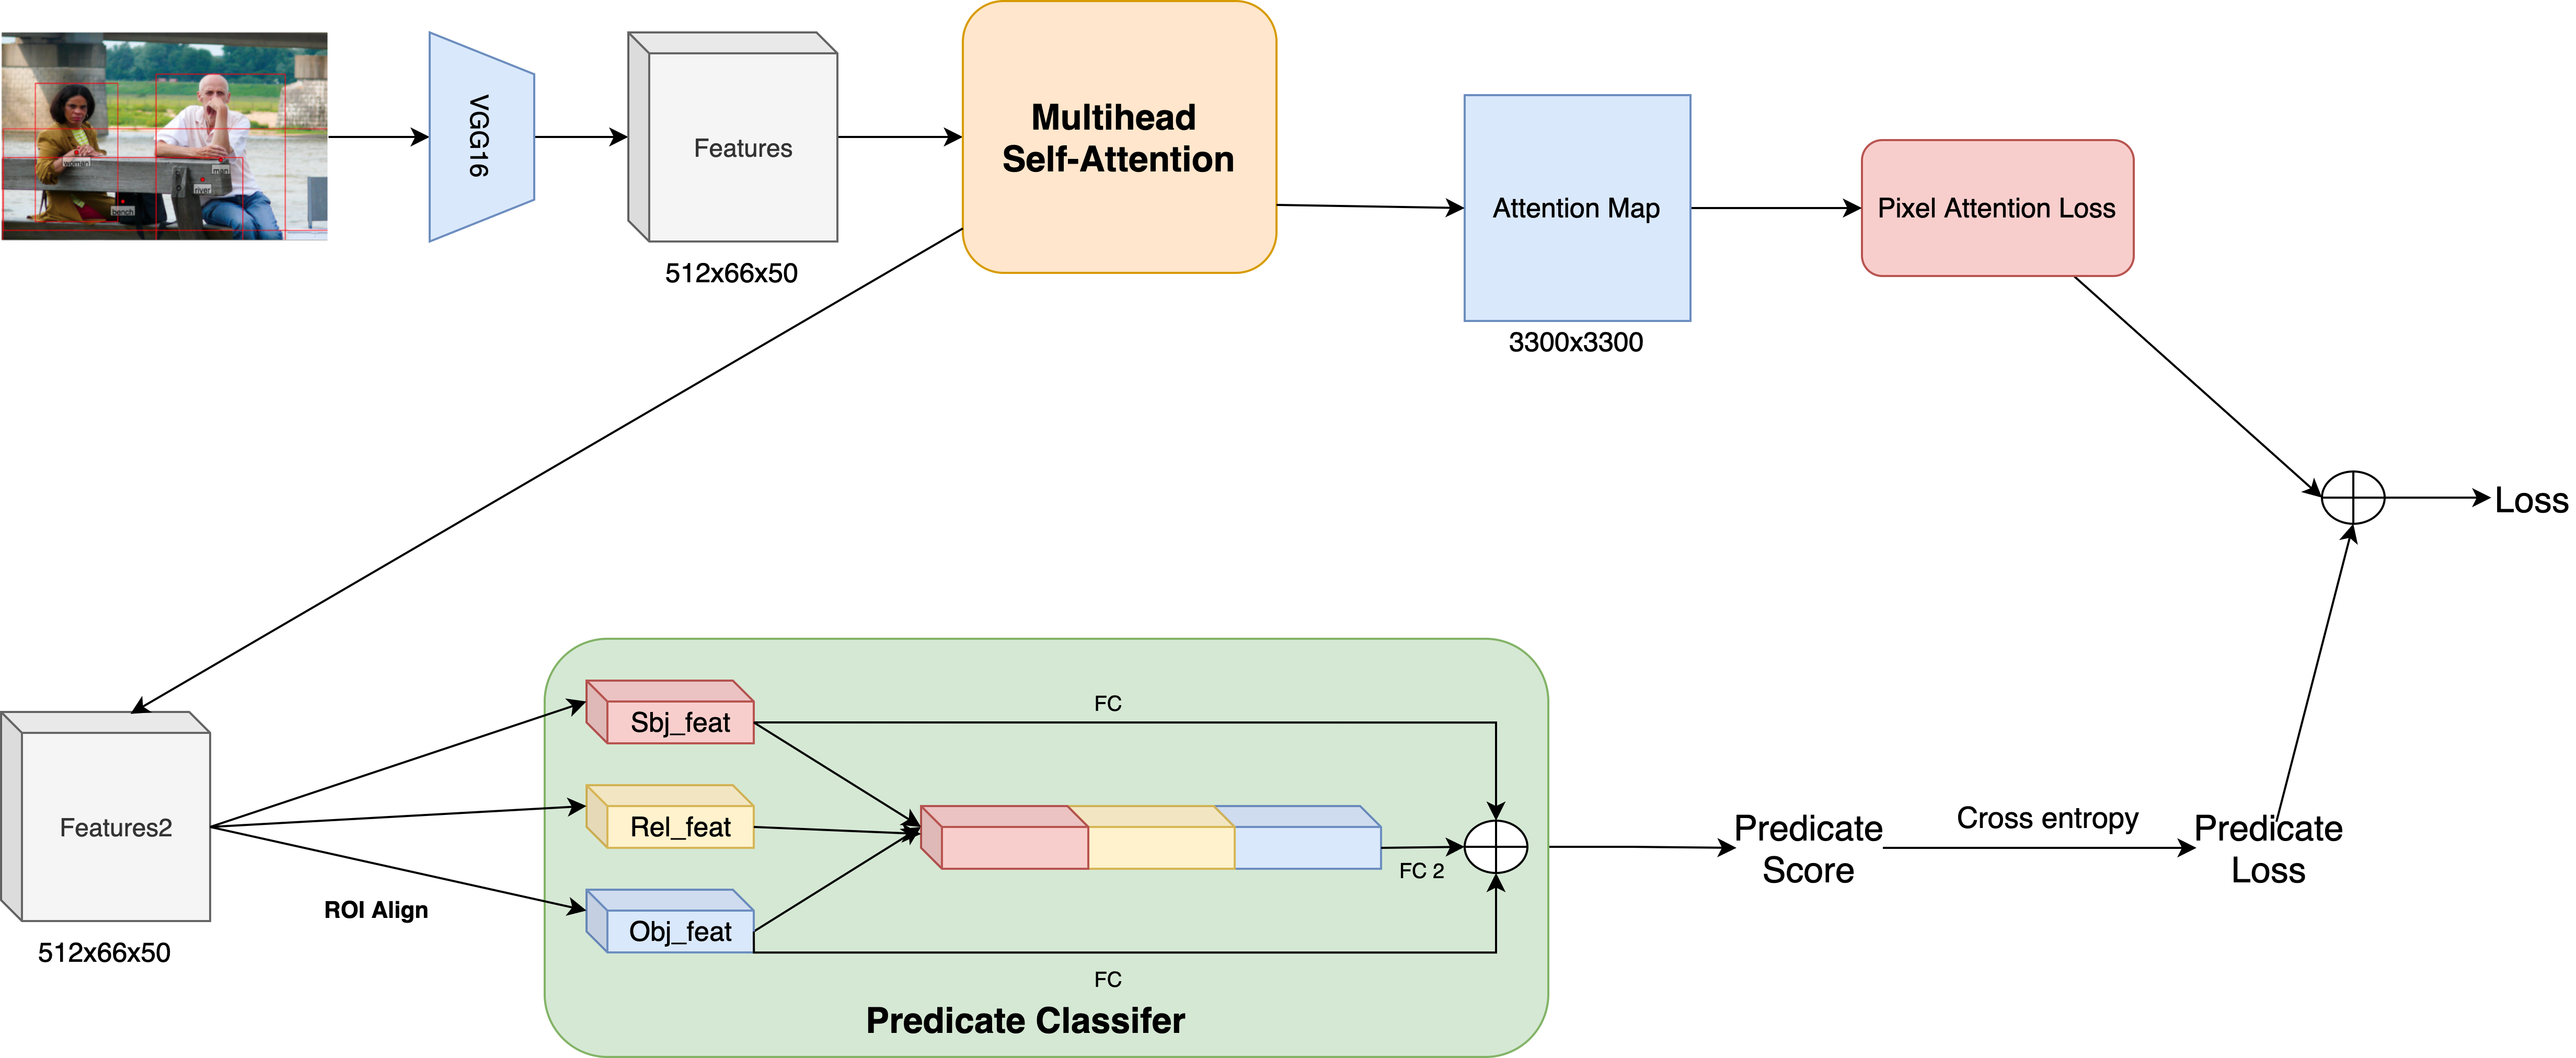 woman
man
river
bench
VGG16
Features
512x66x50
Multihead
Self-Attention
Attention Map
3300x3300
Pixel Attention Loss
Loss
Features2
512x66x50
ROI Align
Sbj_feat
Rel_feat
Obj_feat
FC
FC 2
FC
Predicate Classifer
Predicate
Score
Cross entropy
Predicate
Loss